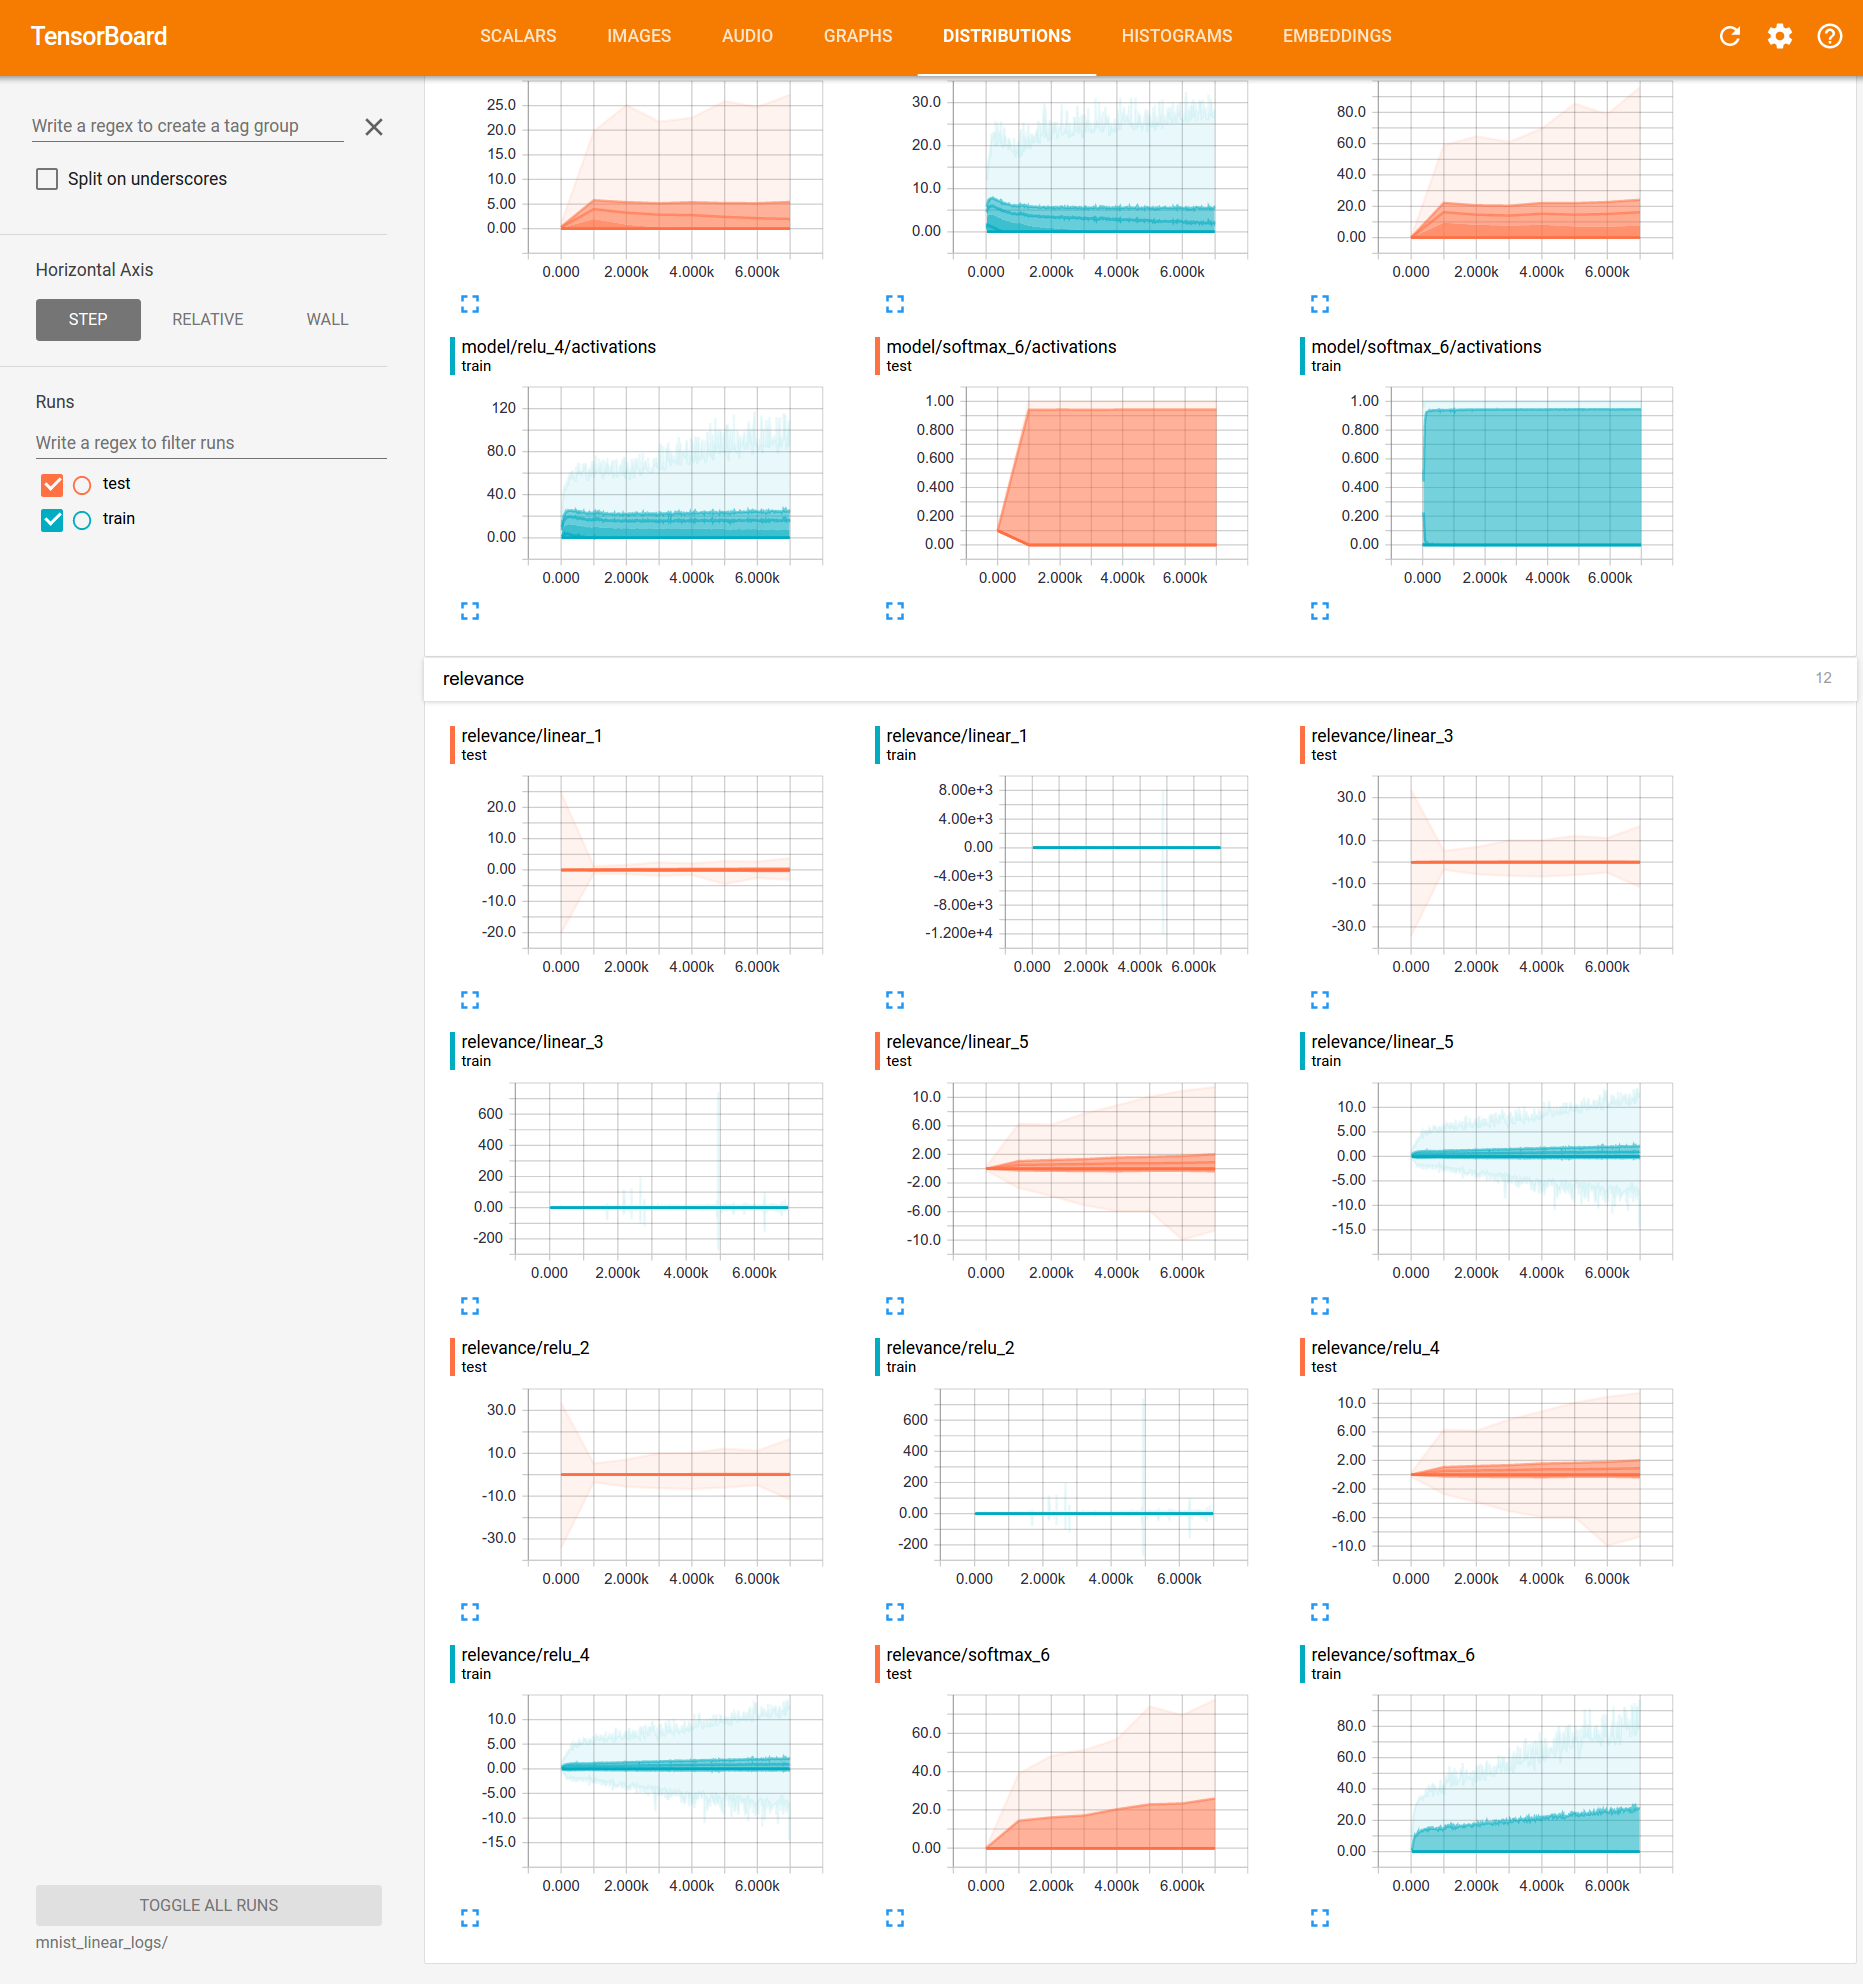 TensorBoard
SCALARS IMAGES AUDIO GRAPHS DISTRIBUTIONS HISTOGRAMS EMBEDDINGS
Write a regex to create a tag group
Split on underscores
Horizontal Axis
STEP RELATIVE WALL
Runs
Write a regex to filter runs
test
train
TOGGLE ALL RUNS
mnist_linear_logs/
25.0
20.0
15.0
10.0
5.00
0.00
0.000 2.000k 4.000k 6.000k
30.0
20.0
10.0
0.00
0.000 2.000k 4.000k 6.000k
80.0
60.0
40.0
20.0
0.00
0.000 2.000k 4.000k 6.000k
model/relu_4/activations
train
120
80.0
40.0
0.00
0.000 2.000k 4.000k 6.000k
model/softmax_6/activations
test
1.00
0.800
0.600
0.400
0.200
0.00
0.000 2.000k 4.000k 6.000k
model/softmax_6/activations
train
1.00
0.800
0.600
0.400
0.200
0.00
0.000 2.000k 4.000k 6.000k
relevance 12
relevance/linear_1
test
20.0
10.0
0.00
-10.0
-20.0
0.000 2.000k 4.000k 6.000k
relevance/linear_1
train
8.00e+3
4.00e+3
0.00
-4.00e+3
-8.00e+3
-1.200e+4
0.000 2.000k 4.000k 6.000k
relevance/linear_3
test
30.0
10.0
-10.0
-30.0
0.000 2.000k 4.000k 6.000k
relevance/linear_3
train
600
400
200
0.00
-200
0.000 2.000k 4.000k 6.000k
relevance/linear_5
test
10.0
6.00
2.00
-2.00
-6.00
-10.0
0.000 2.000k 4.000k 6.000k
relevance/linear_5
train
10.0
5.00
0.00
-5.00
-10.0
-15.0
0.000 2.000k 4.000k 6.000k
relevance/relu_2
test
30.0
10.0
-10.0
-30.0
0.000 2.000k 4.000k 6.000k
relevance/relu_2
train
600
400
200
0.00
-200
0.000 2.000k 4.000k 6.000k
relevance/relu_4
test
10.0
6.00
2.00
-2.00
-6.00
-10.0
0.000 2.000k 4.000k 6.000k
relevance/relu_4
train
10.0
5.00
0.00
-5.00
-10.0
-15.0
0.000 2.000k 4.000k 6.000k
relevance/softmax_6
test
60.0
40.0
20.0
0.00
0.000 2.000k 4.000k 6.000k
relevance/softmax_6
train
80.0
60.0
40.0
20.0
0.00
0.000 2.000k 4.000k 6.000k